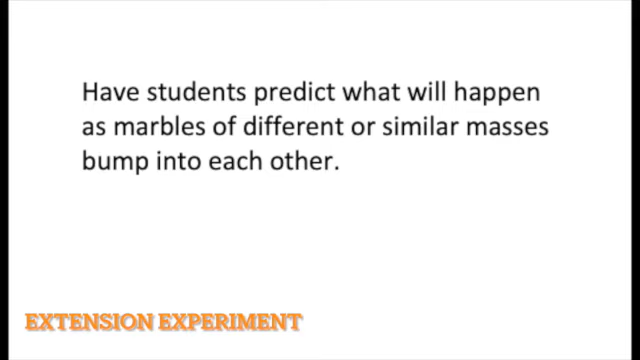 Have students predict what will happen
as marbles of different or similar masses
bump into each other.
EXTENSION EXPERIMENT